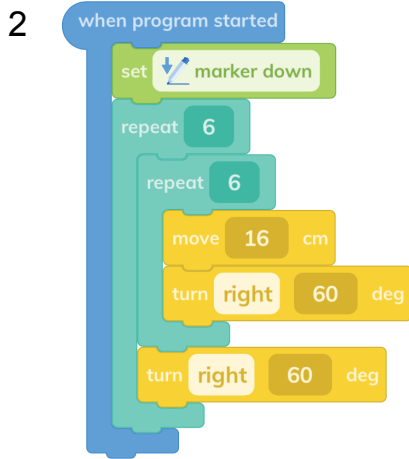 2
when program started
set marker down
repeat 6
repeat 6
move 16 cm
turn right 60 deg
turn right 60 deg